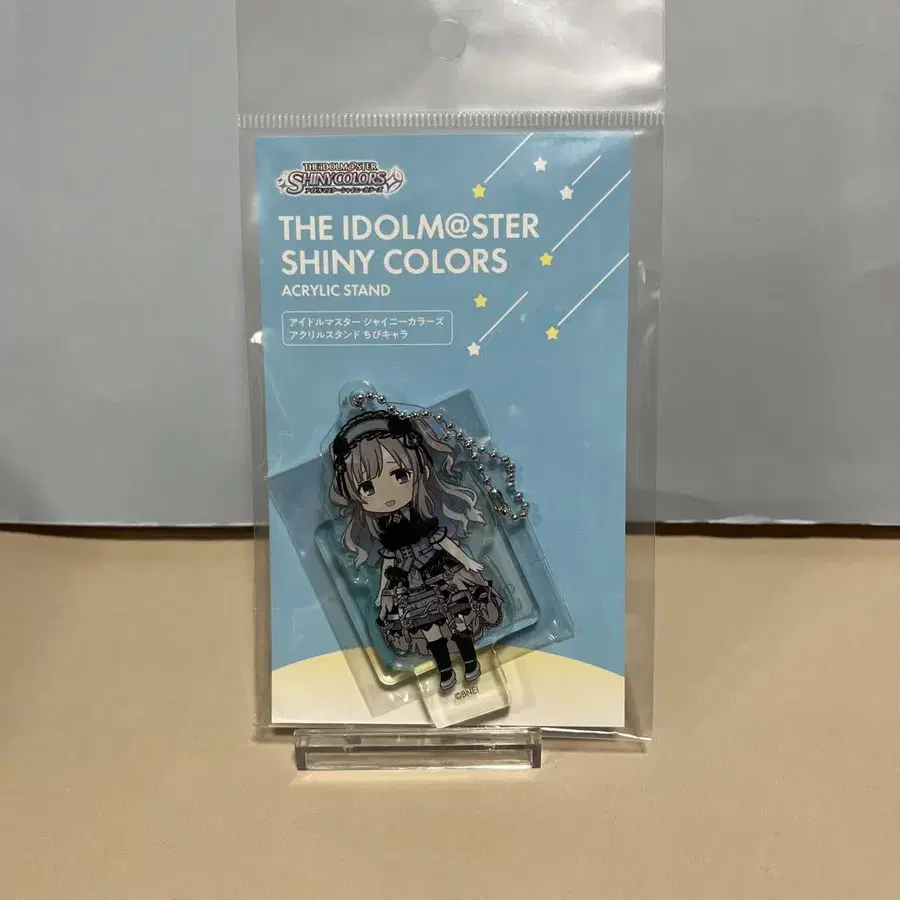 THE IDOLM@STER
SHINYCOLORS
アイドルマスターシャイニーカラーズ
THE IDOLM@STER
SHINY COLORS
ACRYLIC STAND
アイドルマスター シャイニーカラーズ
アクリルスタンド ちびキャラ
©BNEI